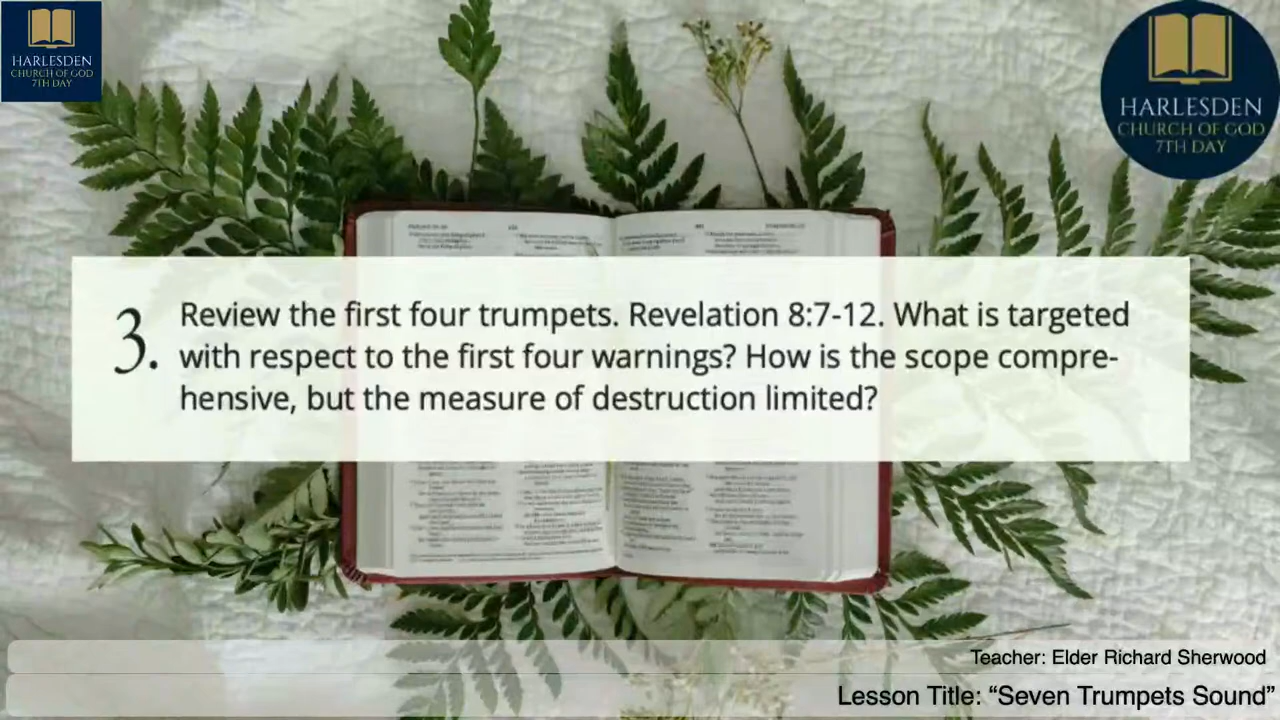 HARLESDEN
CHURCH OF GOD
7TH DAY
HARLESDEN
CHURCH OF GOD
7TH DAY
3.
Review the first four trumpets. Revelation 8:7-12. What is targeted
with respect to the first four warnings? How is the scope compre-
hensive, but the measure of destruction limited?
Teacher: Elder Richard Sherwood
Lesson Title: “Seven Trumpets Sound”